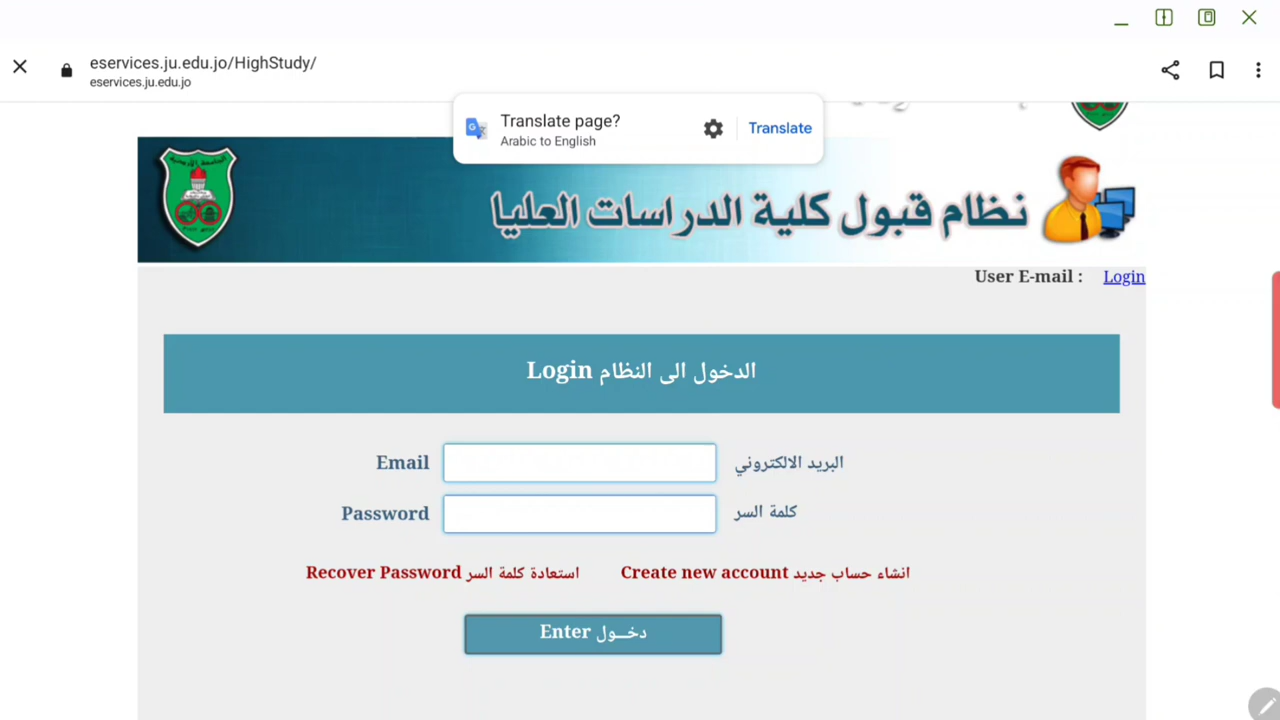 eservices.ju.edu.jo/HighStudy/
eservices.ju.edu.jo
Translate page?
Arabic to English
Translate
نظام قبول كلية الدراسات العليا
User E-mail : Login
الدخول الى النظام Login
Email البريد الالكتروني
Password كلمة السر
Recover Password استعادة كلمة السر Create new account انشاء حساب جديد
Enter دخــول